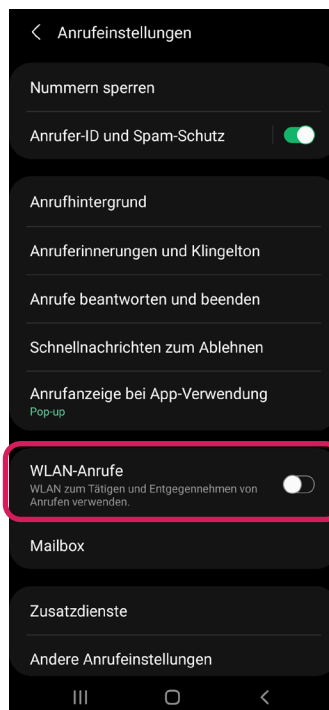 Anrufeinstellungen
Nummern sperren
Anrufer-ID und Spam-Schutz
Anrufhintergrund
Anruferinnerungen und Klingelton
Anrufe beantworten und beenden
Schnellnachrichten zum Ablehnen
Anrufanzeige bei App-Verwendung
Pop-up
WLAN-Anrufe
WLAN zum Tätigen und Entgegennehmen von
Anrufen verwenden.
Mailbox
Zusatzdienste
Andere Anrufeinstellungen